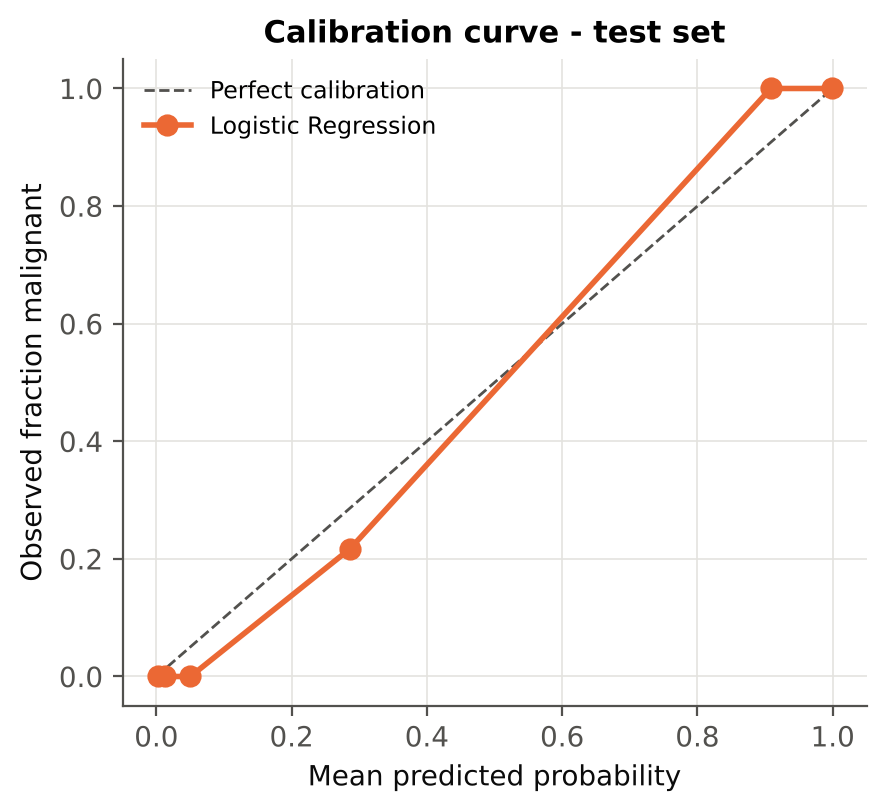 Calibration curve - test set
Perfect calibration
Logistic Regression
Observed fraction malignant
1.0
0.8
0.6
0.4
0.2
0.0
0.0 0.2 0.4 0.6 0.8 1.0
Mean predicted probability